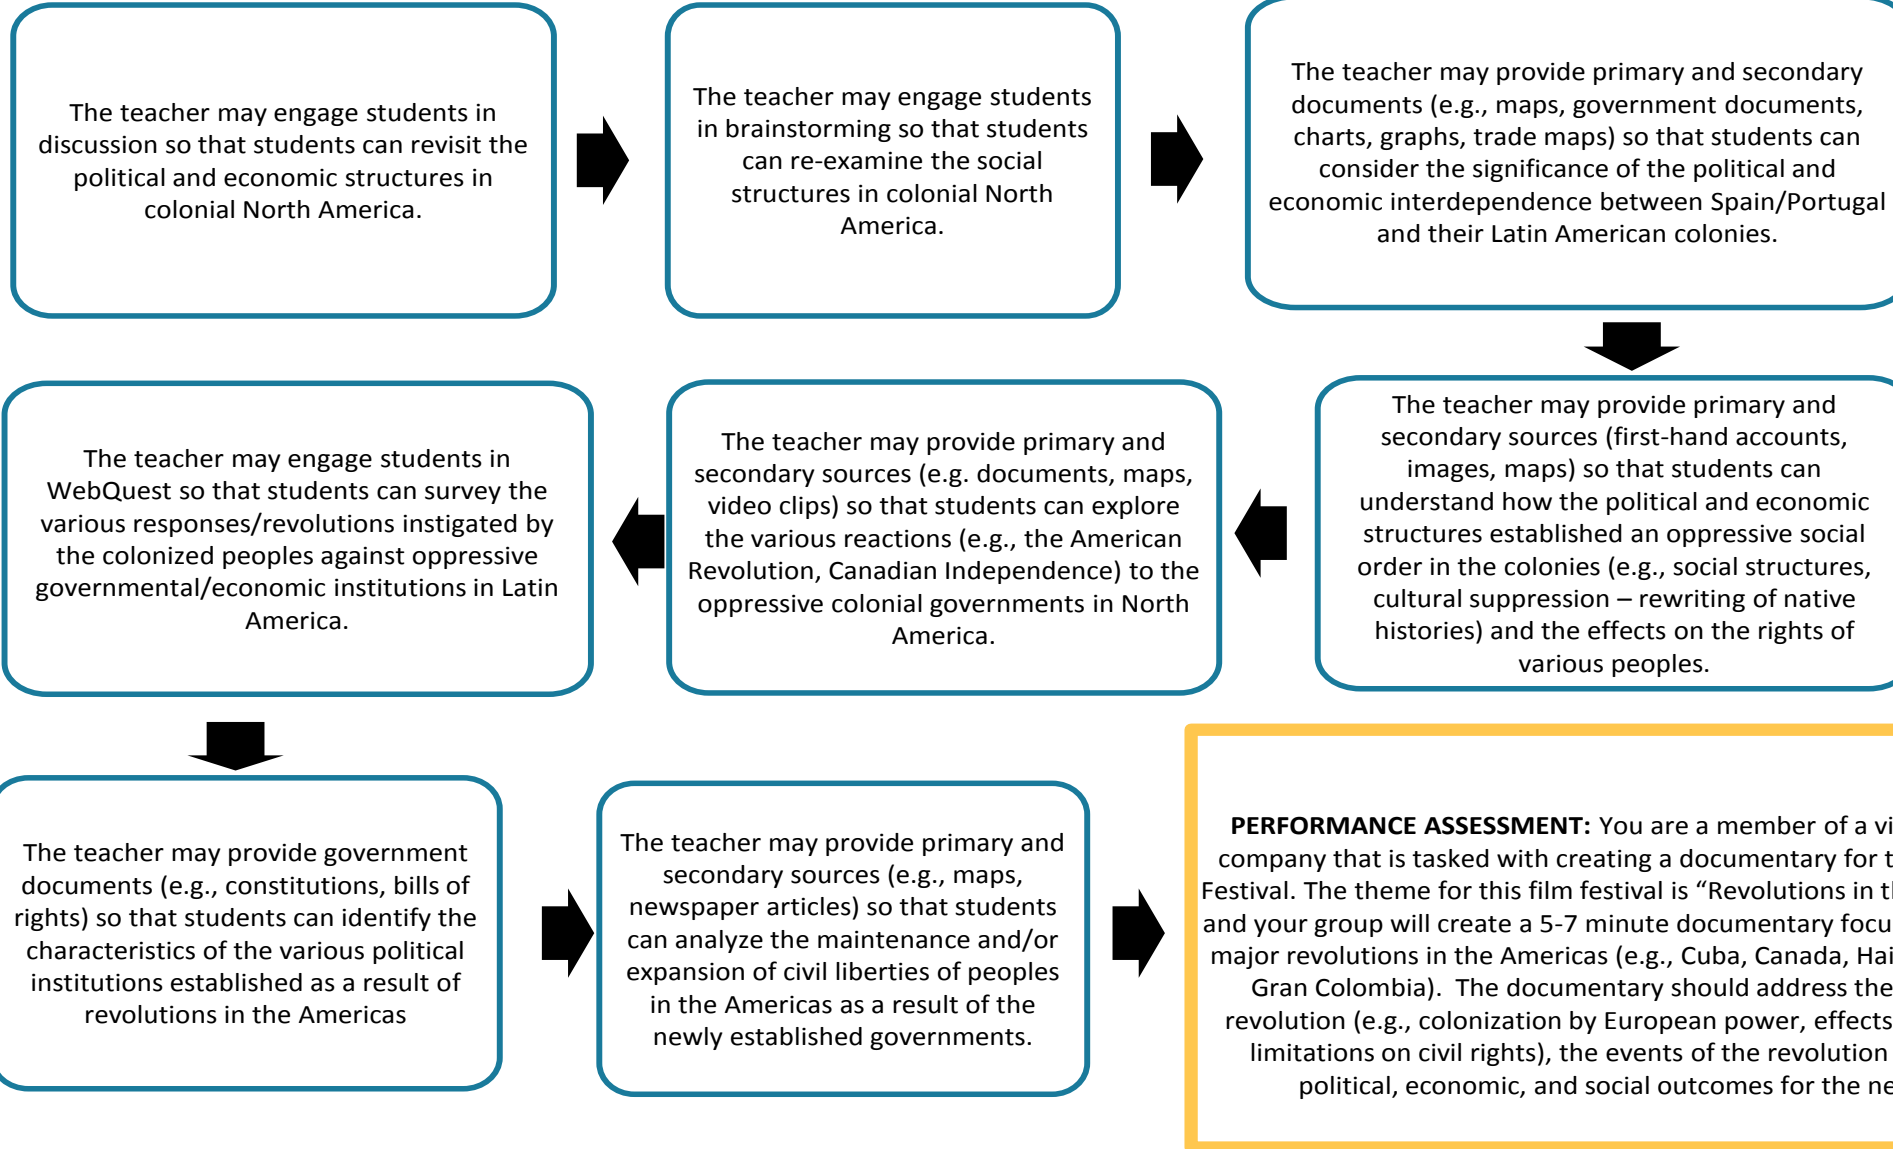 The teacher may engage students in
discussion so that students can revisit the
political and economic structures in
colonial North America.
The teacher may engage students
in brainstorming so that students
can re-examine the social
structures in colonial North
America.
The teacher may provide primary and secondary
documents (e.g., maps, government documents,
charts, graphs, trade maps) so that students can
consider the significance of the political and
economic interdependence between Spain/Portugal
and their Latin American colonies.
The teacher may provide primary and
secondary sources (first-hand accounts,
images, maps) so that students can
understand how the political and economic
structures established an oppressive social
order in the colonies (e.g., social structures,
cultural suppression – rewriting of native
histories) and the effects on the rights of
various peoples.
The teacher may provide primary and
secondary sources (e.g. documents, maps,
video clips) so that students can explore
the various reactions (e.g., the American
Revolution, Canadian Independence) to the
oppressive colonial governments in North
America.
The teacher may engage students in
WebQuest so that students can survey the
various responses/revolutions instigated by
the colonized peoples against oppressive
governmental/economic institutions in Latin
America.
The teacher may provide government
documents (e.g., constitutions, bills of
rights) so that students can identify the
characteristics of the various political
institutions established as a result of
revolutions in the Americas
The teacher may provide primary and
secondary sources (e.g., maps,
newspaper articles) so that students
can analyze the maintenance and/or
expansion of civil liberties of peoples
in the Americas as a result of the
newly established governments.
PERFORMANCE ASSESSMENT: You are a member of a
company that is tasked with creating a documentary for
Festival. The theme for this film festival is “Revolutions in
and your group will create a 5-7 minute documentary
major revolutions in the Americas (e.g., Cuba, Canada,
Gran Colombia). The documentary should address the
revolution (e.g., colonization by European power, effects
limitations on civil rights), the events of the revolution
political, economic, and social outcomes for the